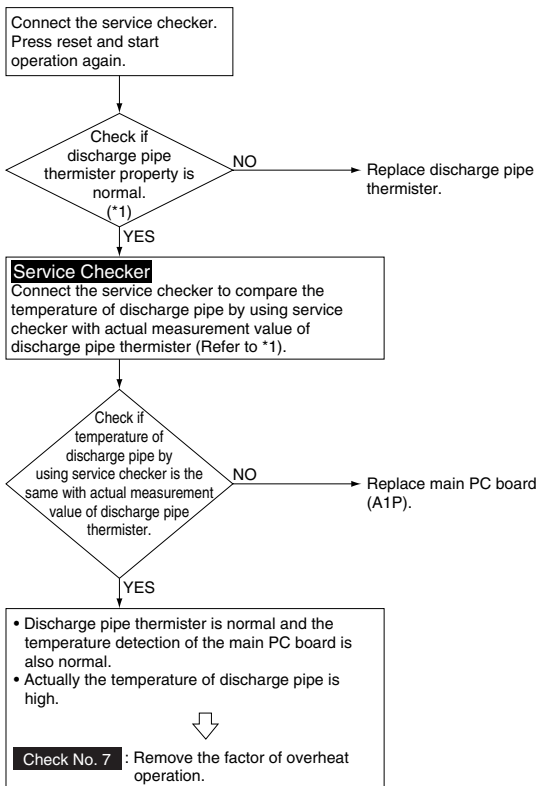 Connect the service checker.
Press reset and start
operation again.
Check if
discharge pipe
thermister property is
normal.
(*1)
NO
Replace discharge pipe
thermister.
YES
Service Checker
Connect the service checker to compare the
temperature of discharge pipe by using service
checker with actual measurement value of
discharge pipe thermister (Refer to *1).
Check if
temperature of
discharge pipe by
using service checker is the
same with actual measurement
value of discharge pipe
thermister.
NO
Replace main PC board
(A1P).
YES
• Discharge pipe thermister is normal and the
temperature detection of the main PC board is
also normal.
• Actually the temperature of discharge pipe is
high.
Check No. 7 : Remove the factor of overheat
operation.